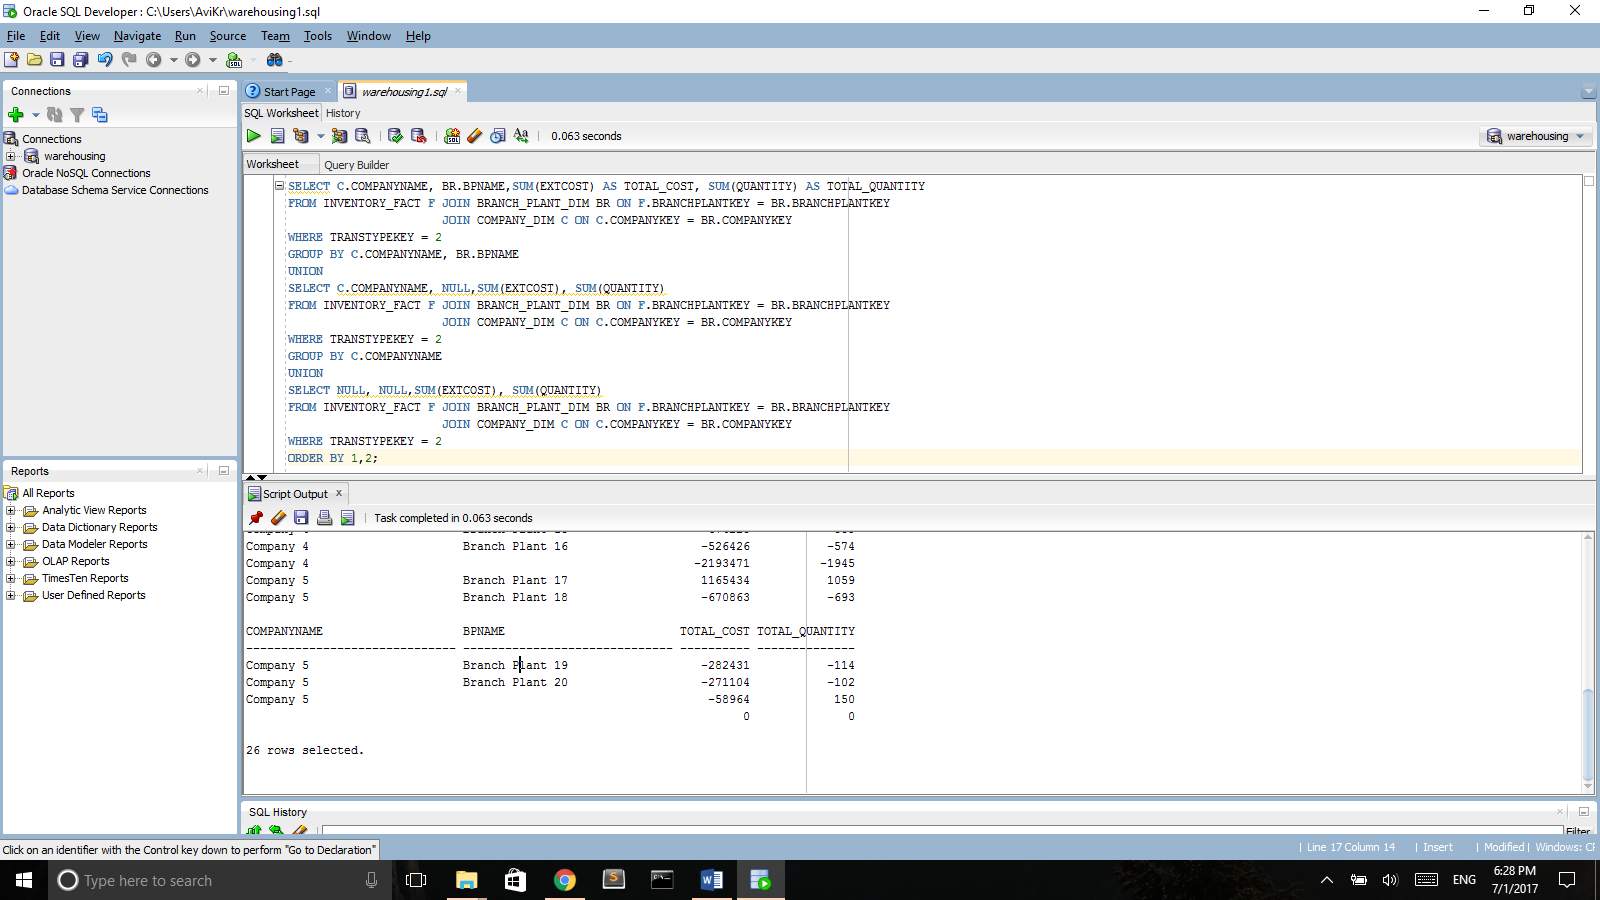 Oracle SQL Developer : C:\Users\AviKr\warehousing1.sql
File Edit View Navigate Run Source Team Tools Window Help
Connections
Connections
warehousing
Oracle NoSQL Connections
Database Schema Service Connections
Reports
All Reports
Analytic View Reports
Data Dictionary Reports
Data Modeler Reports
OLAP Reports
TimesTen Reports
User Defined Reports
Start Page
warehousing1.sql
SQL Worksheet History
0.063 seconds
warehousing
Worksheet Query Builder
SELECT C.COMPANYNAME, BR.BPNAME,SUM(EXTCOST) AS TOTAL_COST, SUM(QUANTITY) AS TOTAL_QUANTITY
FROM INVENTORY_FACT F JOIN BRANCH_PLANT_DIM BR ON F.BRANCHPLANTKEY = BR.BRANCHPLANTKEY
JOIN COMPANY_DIM C ON C.COMPANYKEY = BR.COMPANYKEY
WHERE TRANSTYPEKEY = 2
GROUP BY C.COMPANYNAME, BR.BPNAME
UNION
SELECT C.COMPANYNAME, NULL,SUM(EXTCOST), SUM(QUANTITY)
FROM INVENTORY_FACT F JOIN BRANCH_PLANT_DIM BR ON F.BRANCHPLANTKEY = BR.BRANCHPLANTKEY
JOIN COMPANY_DIM C ON C.COMPANYKEY = BR.COMPANYKEY
WHERE TRANSTYPEKEY = 2
GROUP BY C.COMPANYNAME
UNION
SELECT NULL, NULL,SUM(EXTCOST), SUM(QUANTITY)
FROM INVENTORY_FACT F JOIN BRANCH_PLANT_DIM BR ON F.BRANCHPLANTKEY = BR.BRANCHPLANTKEY
JOIN COMPANY_DIM C ON C.COMPANYKEY = BR.COMPANYKEY
WHERE TRANSTYPEKEY = 2
ORDER BY 1,2;
Script Output
Task completed in 0.063 seconds
Company 4 Branch Plant 16 -526426 -574
Company 4 -2193471 -1945
Company 5 Branch Plant 17 1165434 1059
Company 5 Branch Plant 18 -670863 -693
COMPANYNAME BPNAME TOTAL_COST TOTAL_QUANTITY
------------------------------ ------------------------------ ---------- --------------
Company 5 Branch Plant 19 -282431 -114
Company 5 Branch Plant 20 -271104 -102
Company 5 -58964 150
0 0
26 rows selected.
SQL History
Filter
Click on an identifier with the Control key down to perform "Go to Declaration"
Line 17 Column 14 Insert Modified Windows:
Type here to search
ENG
6:28 PM
7/1/2017